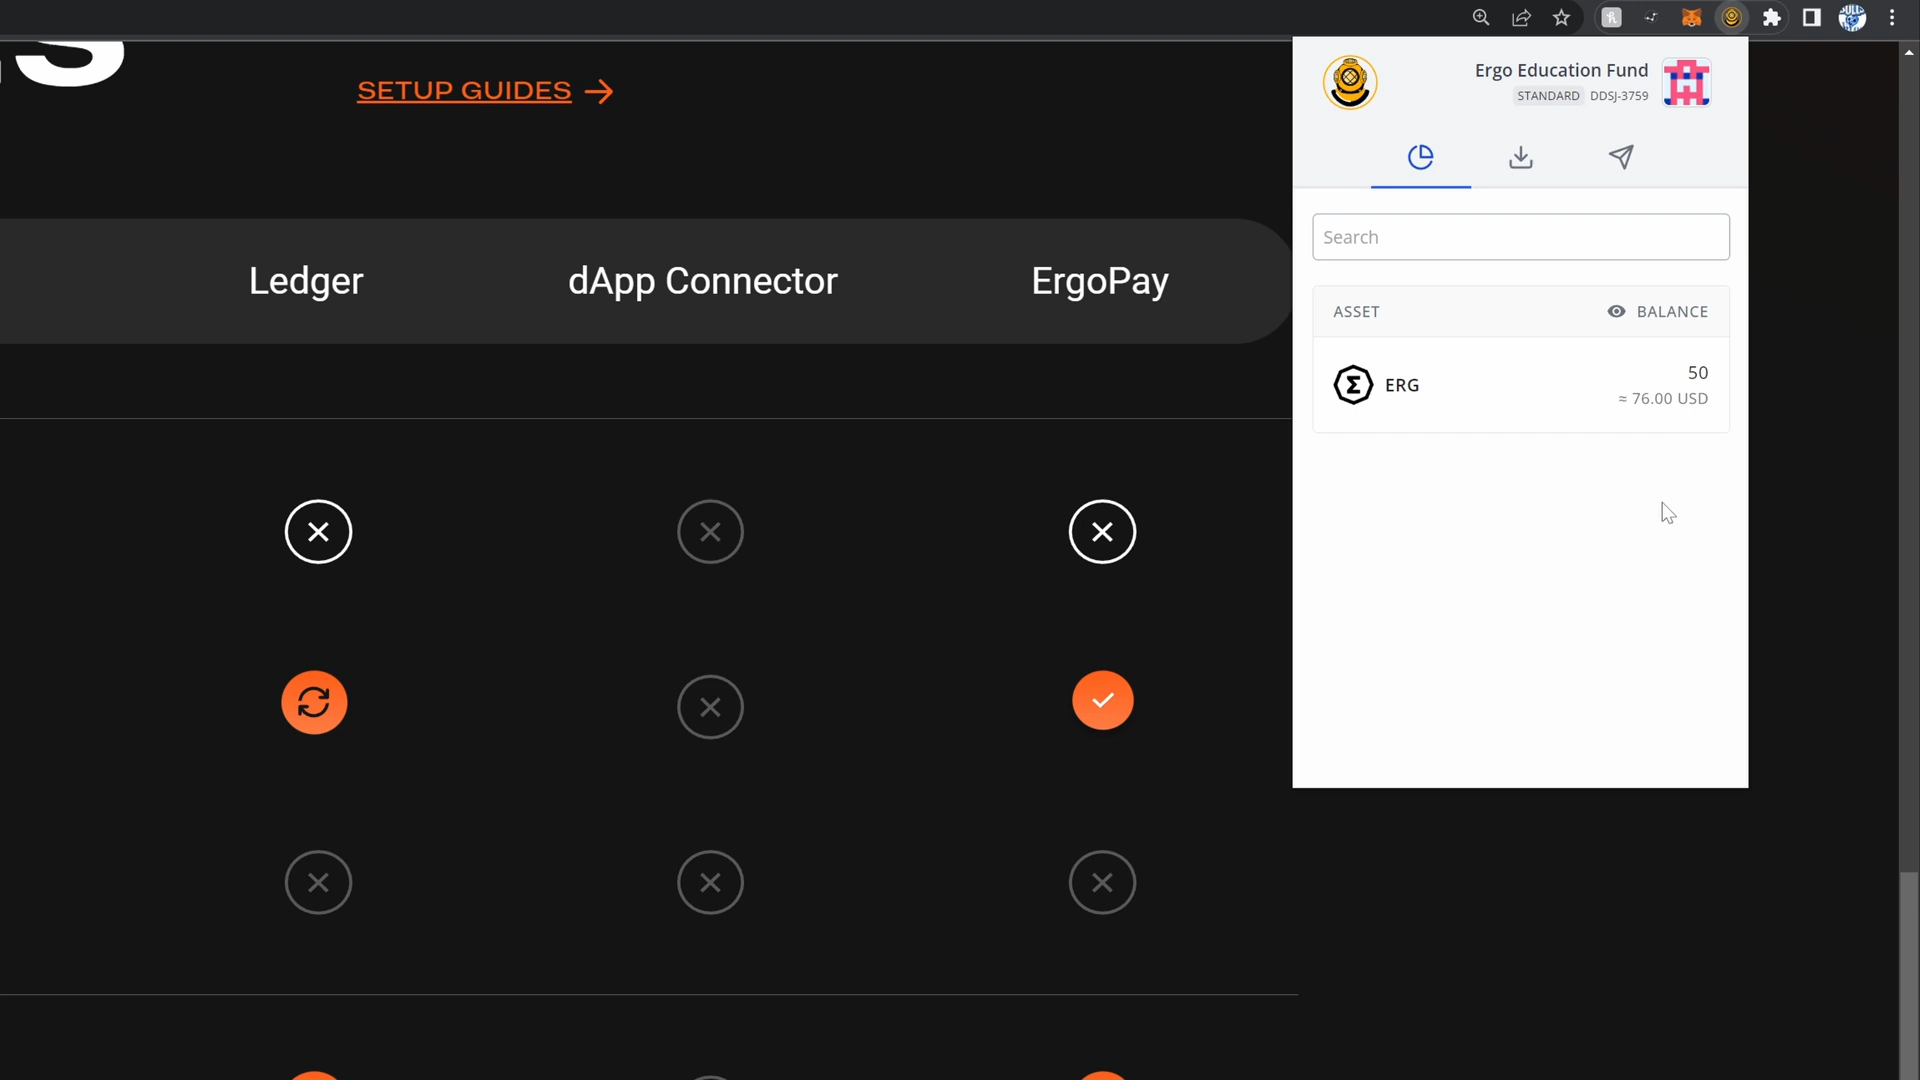 S
SETUP GUIDES
Ledger
dApp Connector
ErgoPay
Ergo Education Fund
STANDARD DDSJ-3759
Search
ASSET BALANCE
ERG
50
≈ 76.00 USD